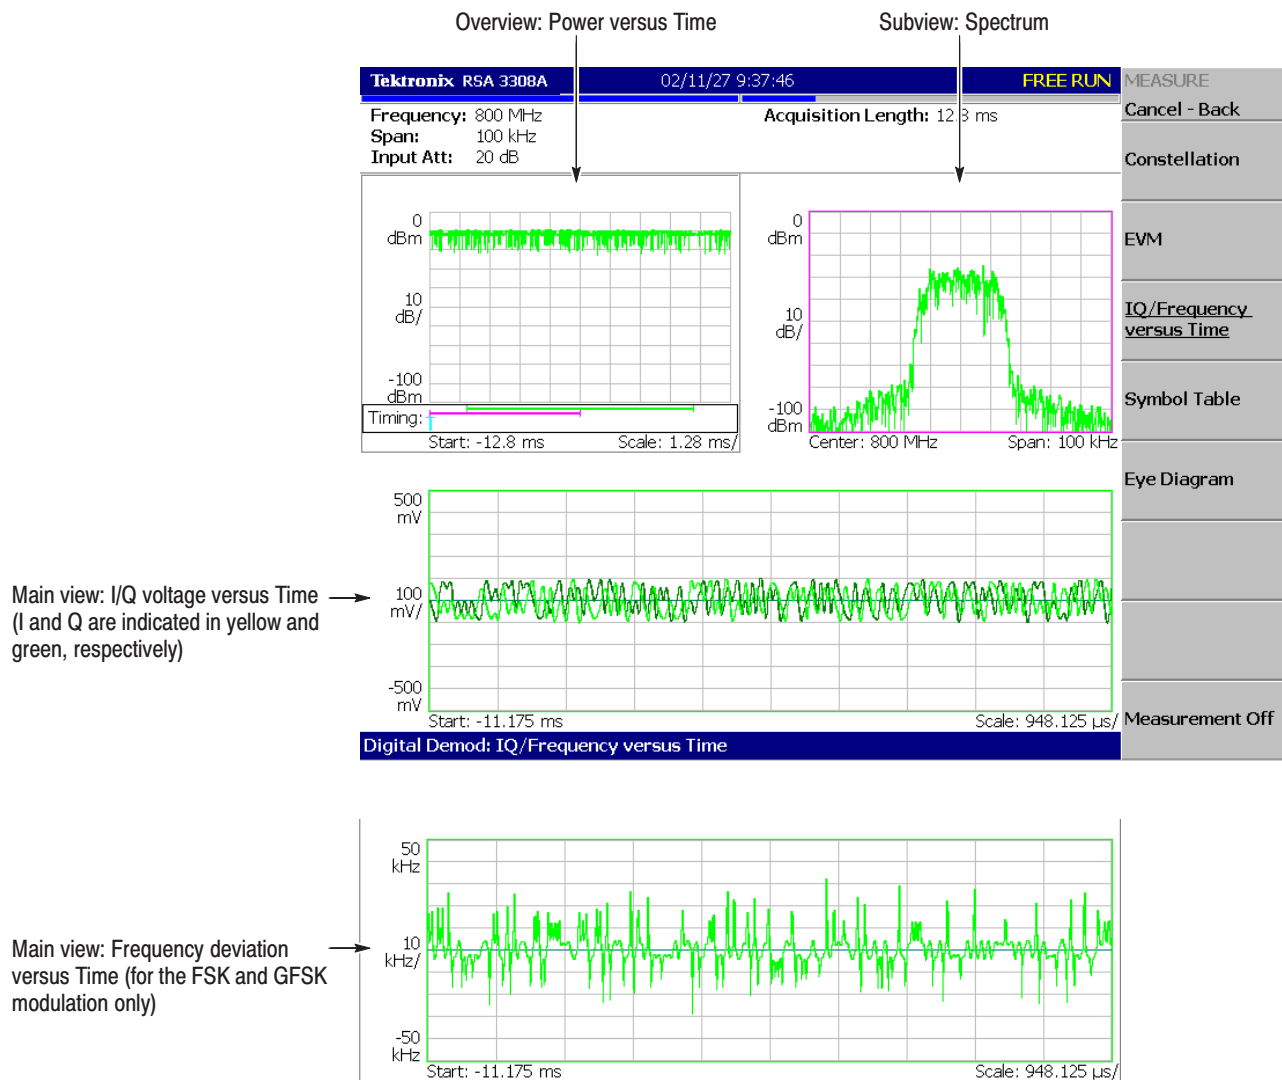 Overview: Power versus Time
Subview: Spectrum
Tektronix RSA 3308A 02/11/27 9:37:46 FREE RUN
MEASURE
Cancel - Back
Frequency: 800 MHz
Acquisition Length: 12.8 ms
Span: 100 kHz
Input Att: 20 dB
Constellation
EVM
IQ/Frequency
versus Time
Symbol Table
Eye Diagram
Measurement Off
0
dBm
10
dB/
-100
dBm
Timing:
Start: -12.8 ms Scale: 1.28 ms/
0
dBm
10
dB/
-100
dBm
Center: 800 MHz Span: 100 kHz
500
mV
100
mV/
-500
mV
Start: -11.175 ms Scale: 948.125 µs/
Main view: I/Q voltage versus Time
(I and Q are indicated in yellow and
green, respectively)
Digital Demod: IQ/Frequency versus Time
50
kHz
10
kHz/
-50
kHz
Start: -11.175 ms Scale: 948.125 µs/
Main view: Frequency deviation
versus Time (for the FSK and GFSK
modulation only)